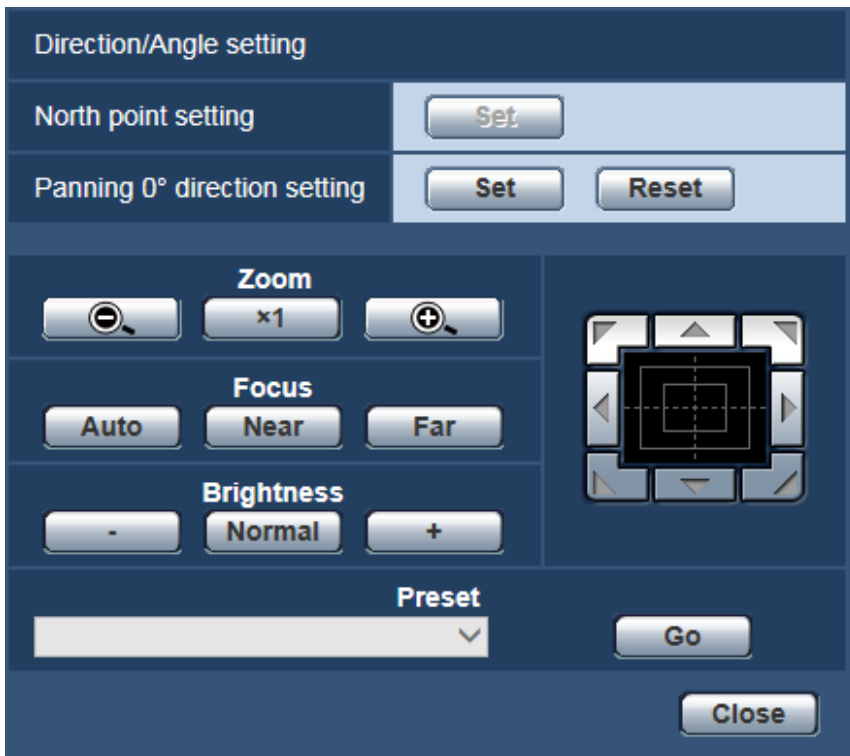 Direction/Angle setting
North point setting Set
Panning 0° direction setting Set Reset
Zoom
×1
Focus
Auto Near Far
Brightness
- Normal +
Preset
Go
Close